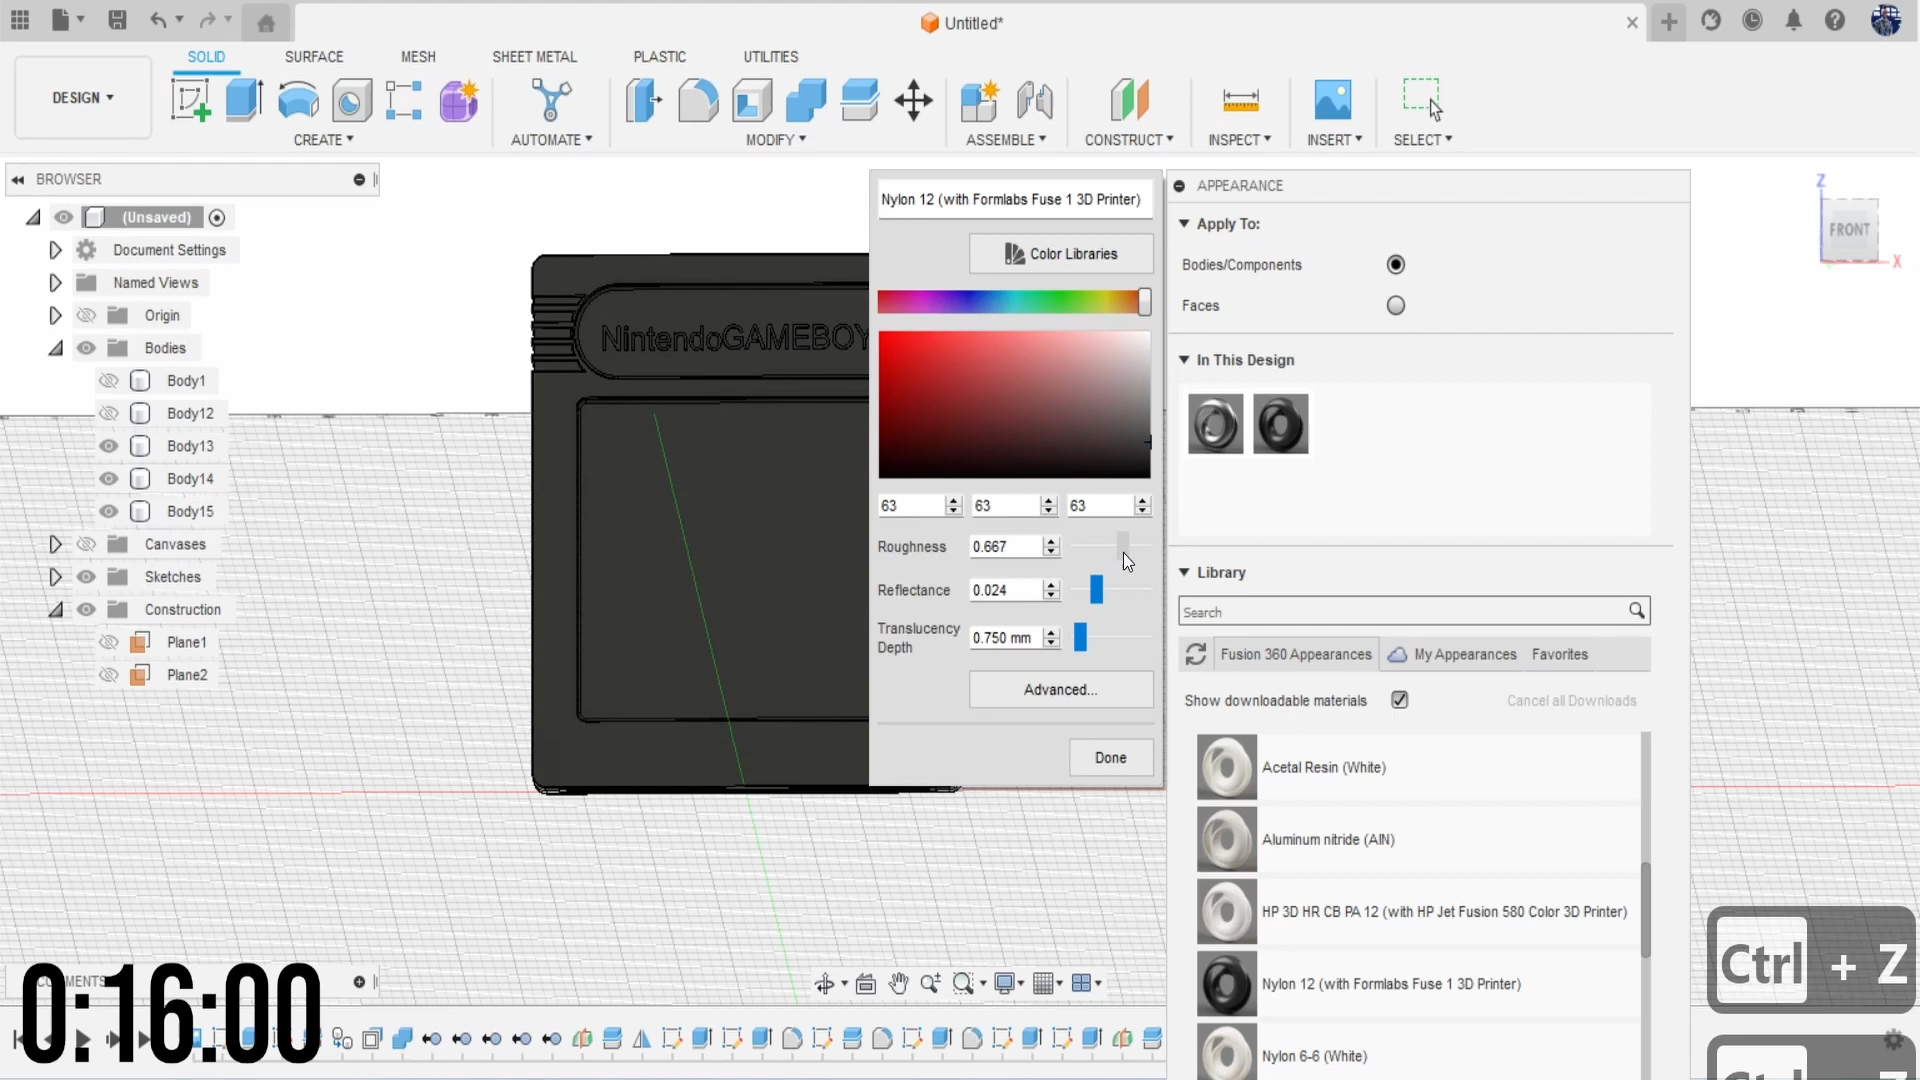 Untitled*
SOLID SURFACE MESH SHEET METAL PLASTIC UTILITIES
DESIGN
CREATE AUTOMATE MODIFY ASSEMBLE CONSTRUCT INSPECT INSERT SELECT
BROWSER
(Unsaved)
Document Settings
Named Views
Origin
Bodies
Body1
Body12
Body13
Body14
Body15
Canvases
Sketches
Construction
Plane1
Plane2
NintendoGAMEBOY
Nylon 12 (with Formlabs Fuse 1 3D Printer)
Color Libraries
63 63 63
Roughness 0.667
Reflectance 0.024
Translucency
Depth
0.750 mm
Advanced...
Done
APPEARANCE
Apply To:
Bodies/Components
Faces
In This Design
Library
Search
Fusion 360 Appearances My Appearances Favorites
Show downloadable materials Cancel all Downloads
Acetal Resin (White)
Aluminum nitride (AlN)
HP 3D HR CB PA 12 (with HP Jet Fusion 580 Color 3D Printer)
Nylon 12 (with Formlabs Fuse 1 3D Printer)
Nylon 6-6 (White)
Z
FRONT
X
0:16:00
Ctrl + Z